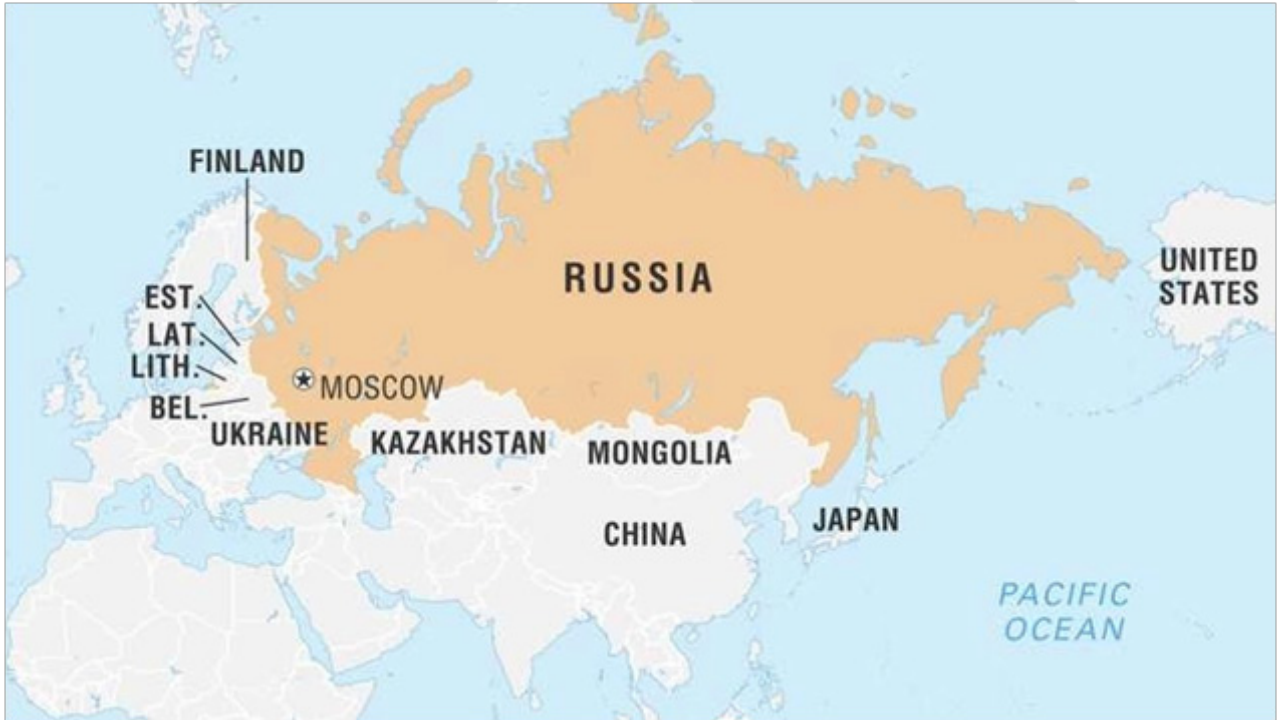 FINLAND
RUSSIA
UNITED
STATES
EST.
LAT.
LITH.
MOSCOW
BEL.
UKRAINE
KAZAKHSTAN
MONGOLIA
CHINA
JAPAN
PACIFIC
OCEAN